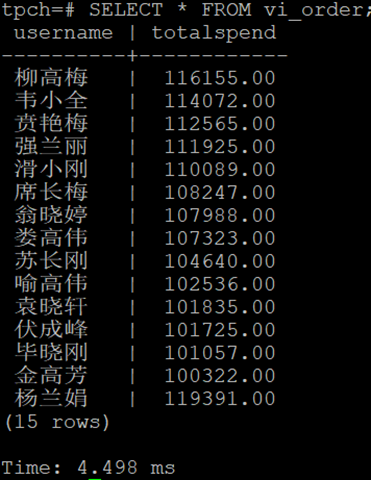 tpch=# SELECT * FROM vi_order;
username | totalspend
---------+------------
柳高梅 | 116155.00
韦小全 | 114072.00
贲艳梅 | 112565.00
强兰丽 | 111925.00
滑小刚 | 110089.00
席长梅 | 108247.00
翁晓婷 | 107988.00
娄高伟 | 107323.00
苏长刚 | 104640.00
喻高伟 | 102536.00
袁晓轩 | 101835.00
伏成峰 | 101725.00
毕晓刚 | 101057.00
金高芳 | 100322.00
杨兰娟 | 119391.00
(15 rows)
Time: 4.498 ms